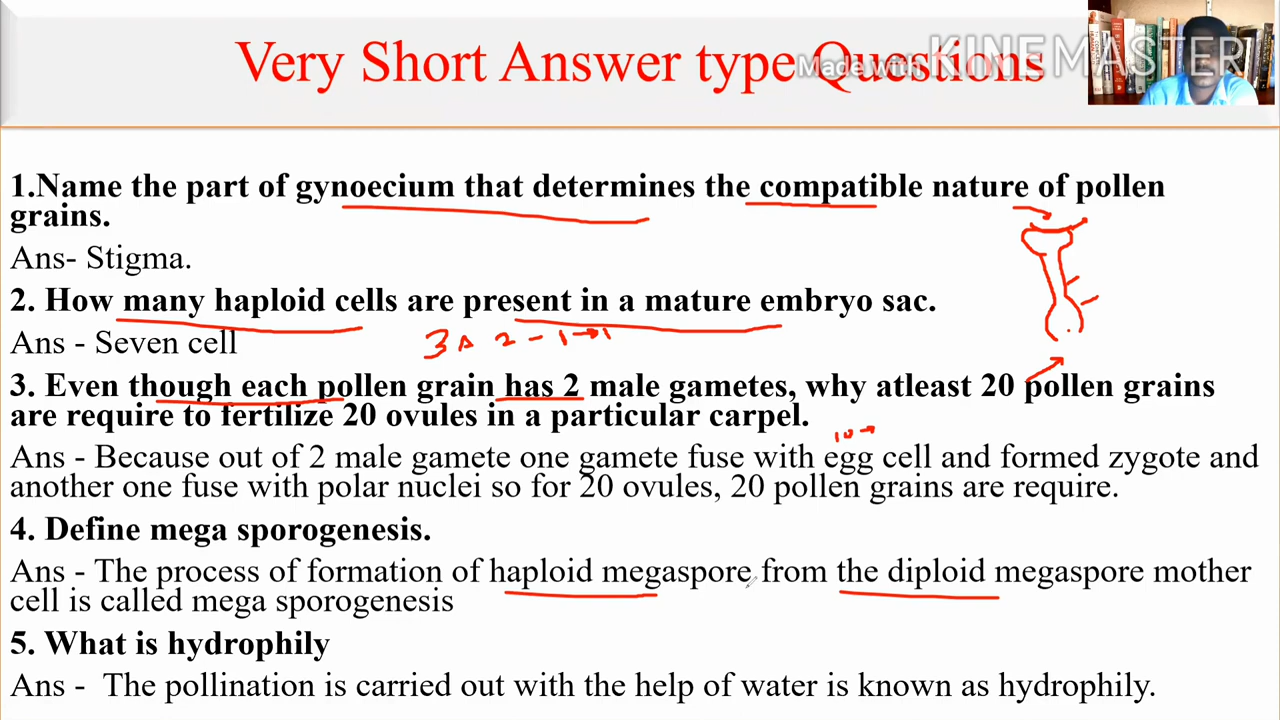 Very Short Answer type Questions
Made with KINEMASTER
1.Name the part of gynoecium that determines the compatible nature of pollen
grains.
Ans- Stigma.
2. How many haploid cells are present in a mature embryo sac.
Ans - Seven cell
3 A 2 - 1 → 1
3. Even though each pollen grain has 2 male gametes, why atleast 20 pollen grains
are require to fertilize 20 ovules in a particular carpel.
10 →
Ans - Because out of 2 male gamete one gamete fuse with egg cell and formed zygote and
another one fuse with polar nuclei so for 20 ovules, 20 pollen grains are require.
4. Define mega sporogenesis.
Ans - The process of formation of haploid megaspore from the diploid megaspore mother
cell is called mega sporogenesis
5. What is hydrophily
Ans - The pollination is carried out with the help of water is known as hydrophily.